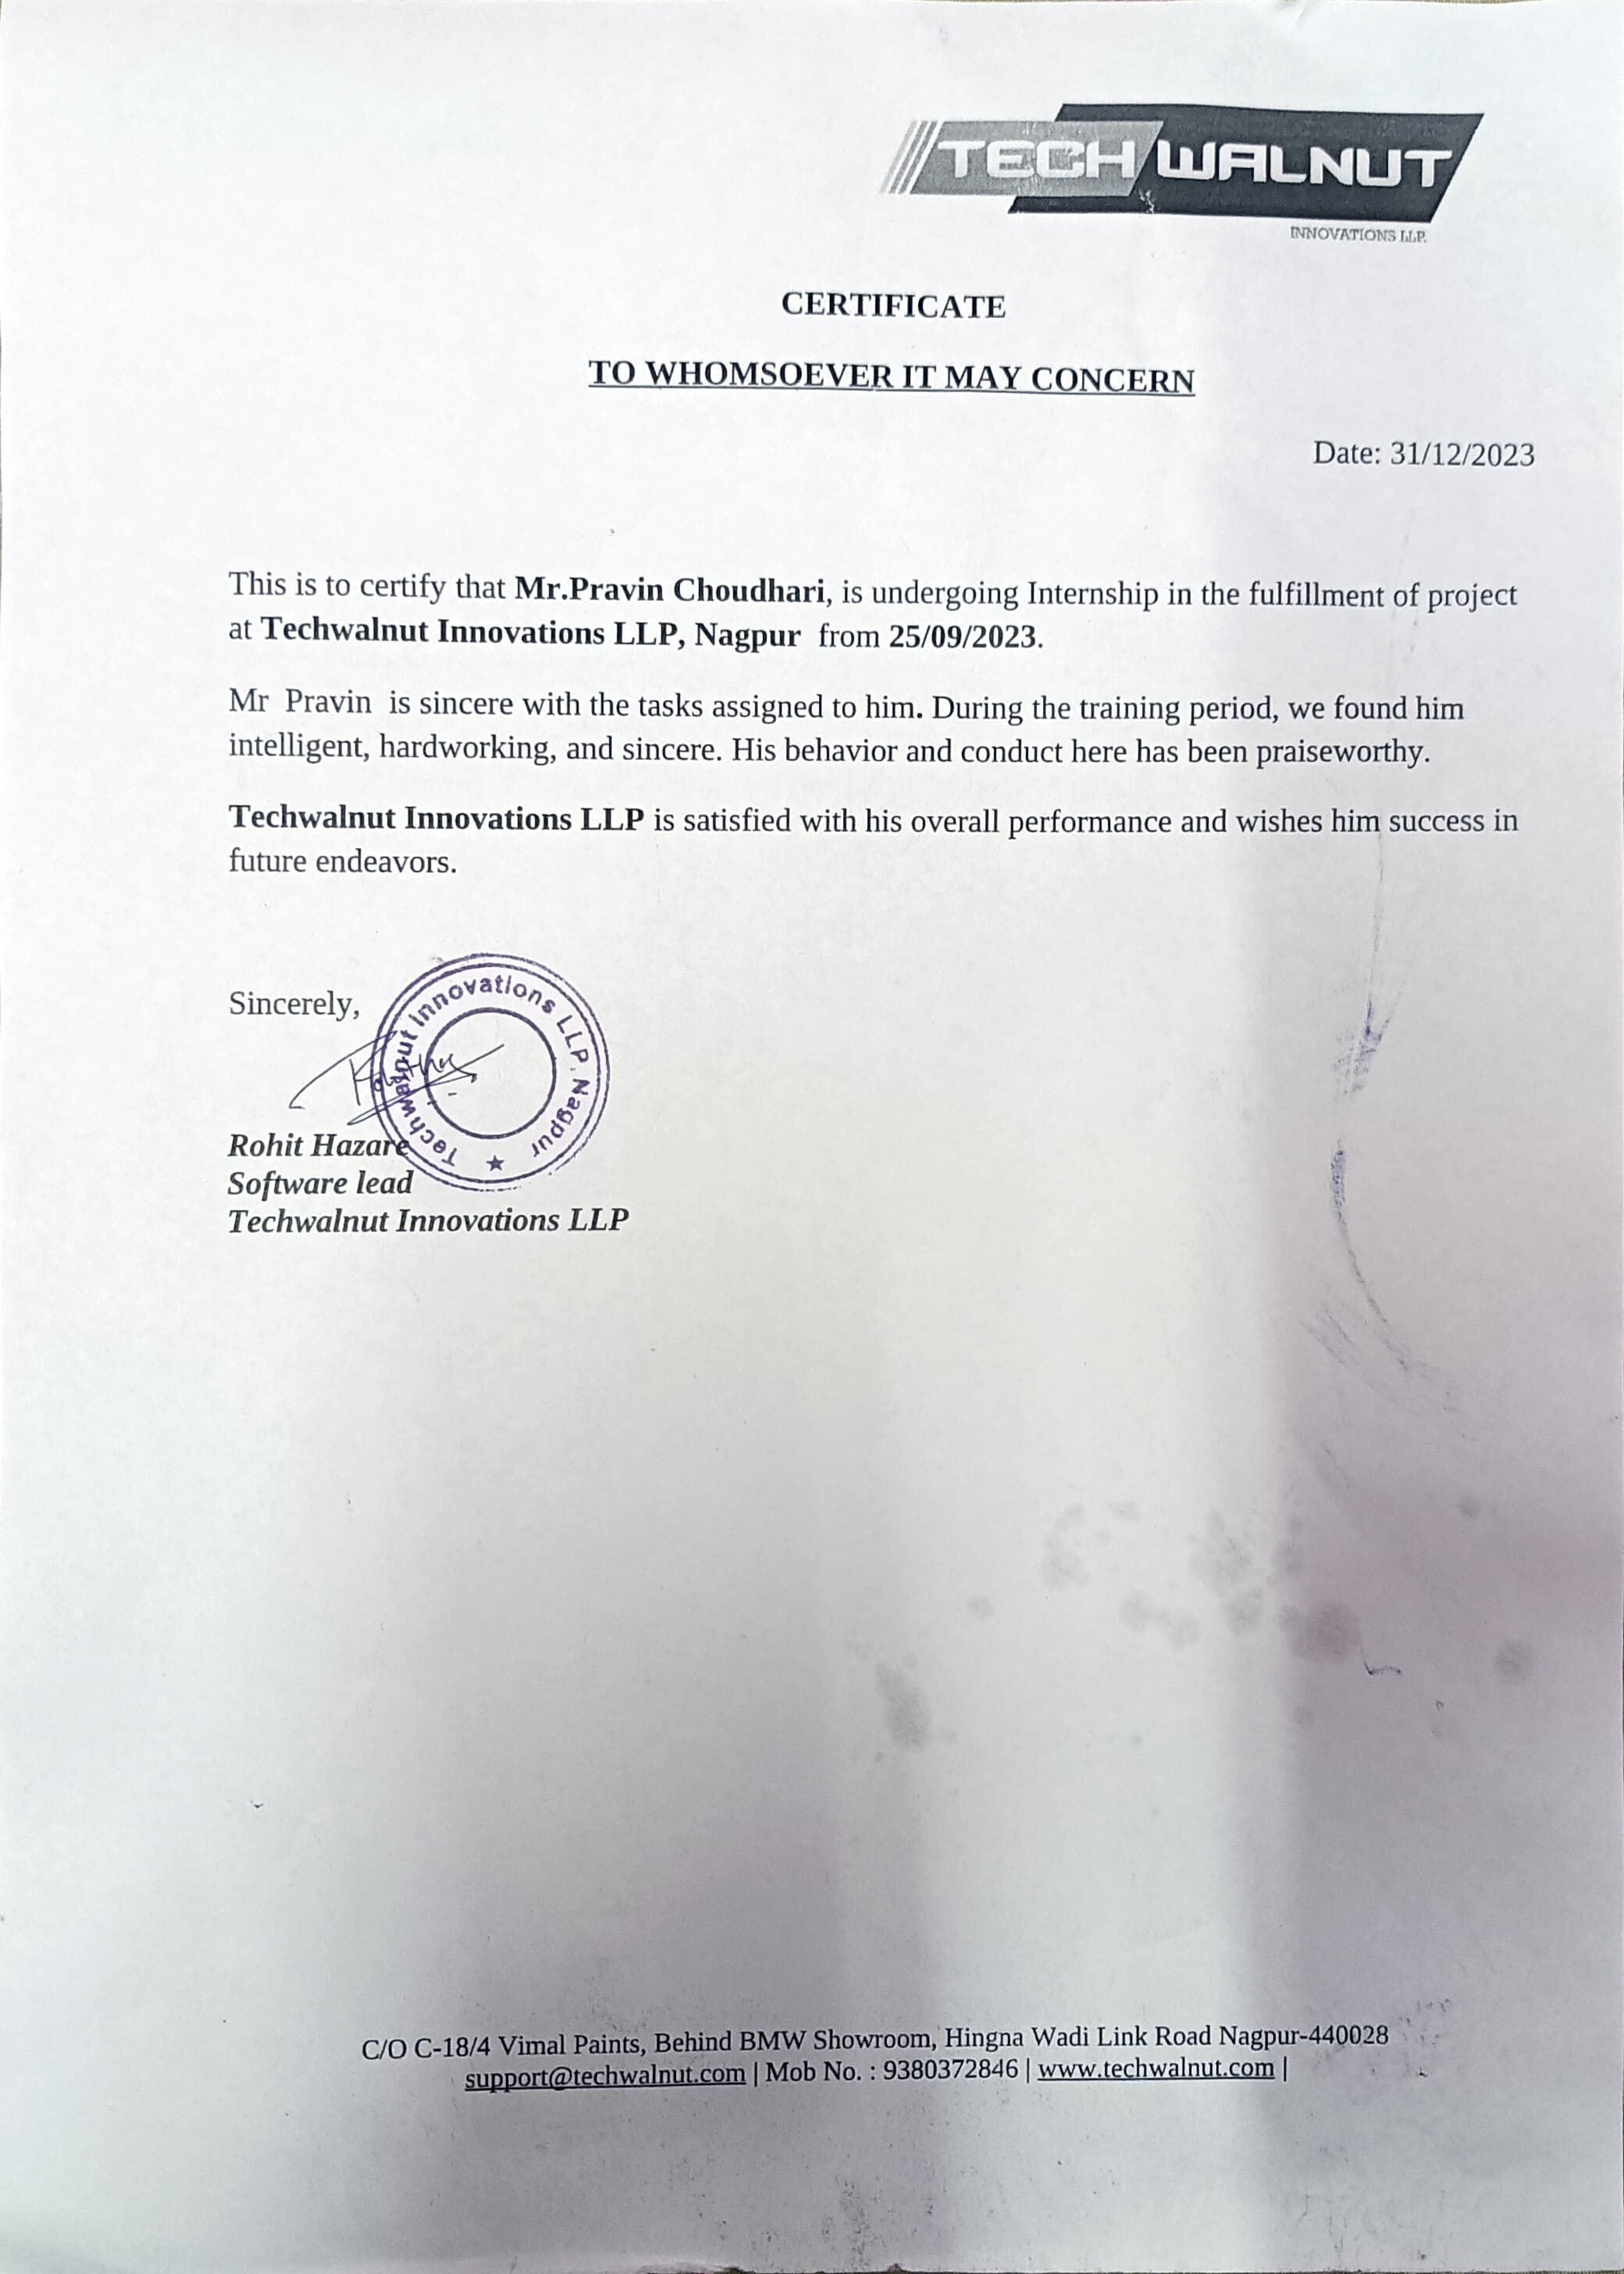 TECH WALNUT
INNOVATIONS LLP.
CERTIFICATE
TO WHOMSOEVER IT MAY CONCERN
Date: 31/12/2023
This is to certify that Mr.Pravin Choudhari, is undergoing Internship in the fulfillment of project
at Techwalnut Innovations LLP, Nagpur from 25/09/2023.
Mr Pravin is sincere with the tasks assigned to him. During the training period, we found him
intelligent, hardworking, and sincere. His behavior and conduct here has been praiseworthy.
Techwalnut Innovations LLP is satisfied with his overall performance and wishes him success in
future endeavors.
Sincerely,
Techwalnut Innovations LLP. Nagpur ★
Rohit Hazare
Software lead
Techwalnut Innovations LLP
C/O C-18/4 Vimal Paints, Behind BMW Showroom, Hingna Wadi Link Road Nagpur-440028
support@techwalnut.com | Mob No. : 9380372846 | www.techwalnut.com |